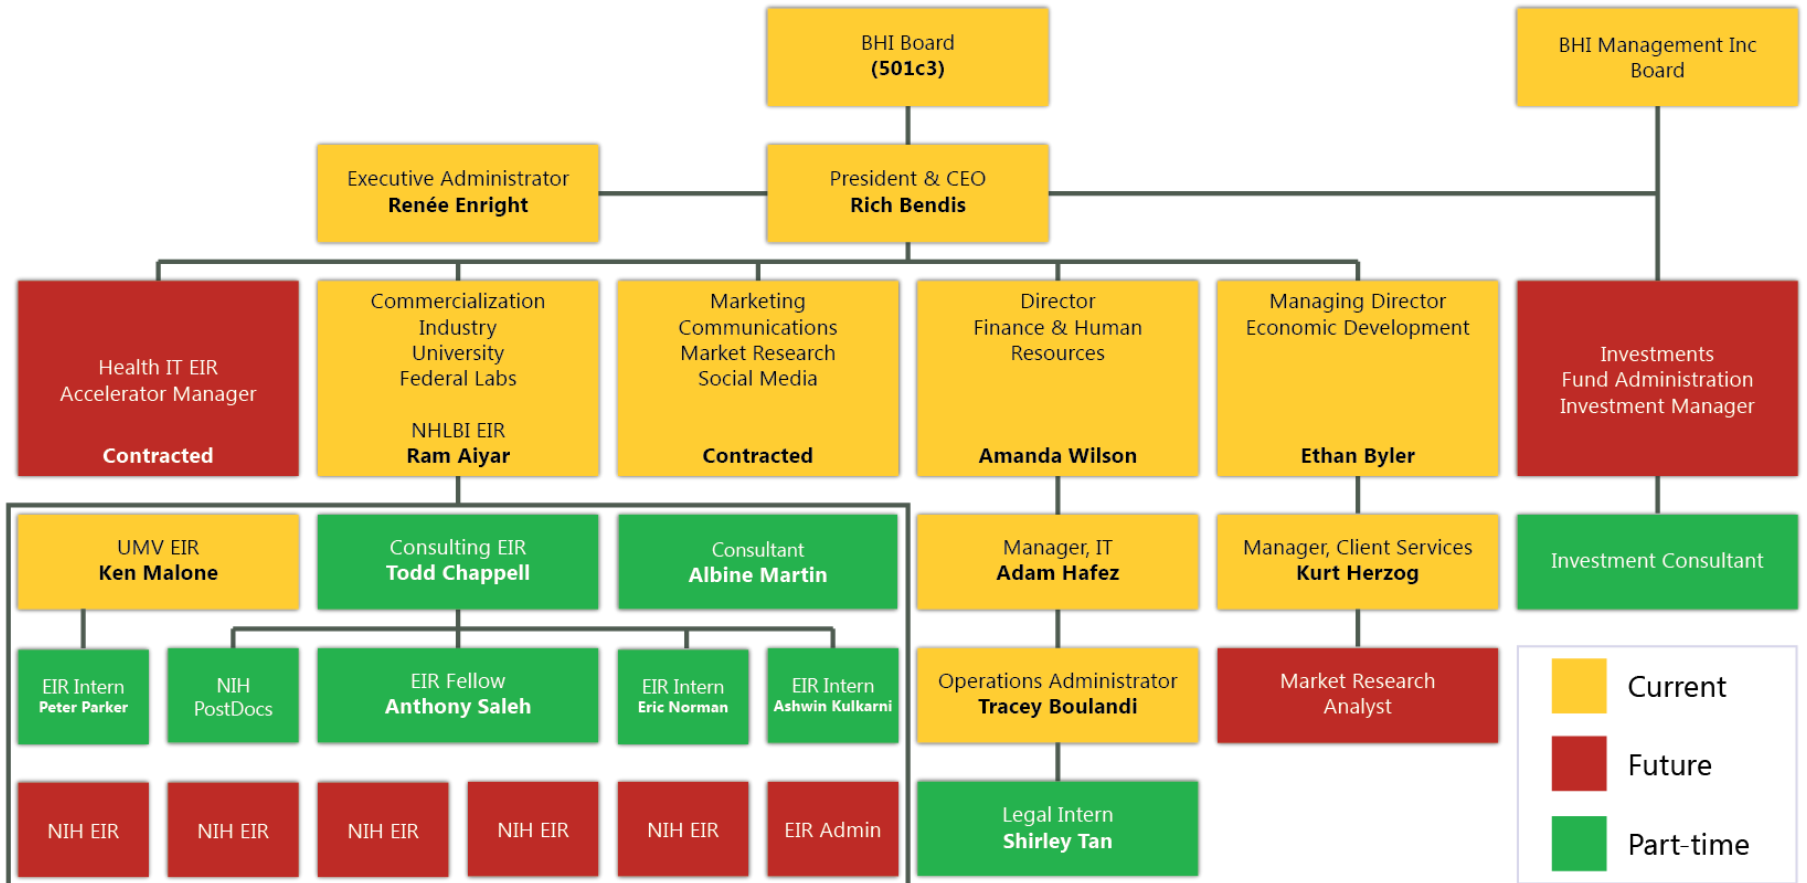 BHI Board
(501c3)
BHI Management Inc
Board
Executive Administrator
Renée Enright
President & CEO
Rich Bendis
Health IT EIR
Accelerator Manager
Contracted
Commercialization
Industry
University
Federal Labs
NHLBI EIR
Ram Aiyar
Marketing
Communications
Market Research
Social Media
Contracted
Director
Finance & Human
Resources
Amanda Wilson
Managing Director
Economic Development
Ethan Byler
Investments
Fund Administration
Investment Manager
UMV EIR
Ken Malone
Consulting EIR
Todd Chappell
Consultant
Albine Martin
Manager, IT
Adam Hafez
Manager, Client Services
Kurt Herzog
Investment Consultant
EIR Intern
Peter Parker
NIH
PostDocs
EIR Fellow
Anthony Saleh
EIR Intern
Eric Norman
EIR Intern
Ashwin Kulkarni
Operations Administrator
Tracey Boulandi
Market Research
Analyst
NIH EIR
NIH EIR
NIH EIR
NIH EIR
NIH EIR
EIR Admin
Legal Intern
Shirley Tan
Current
Future
Part-time